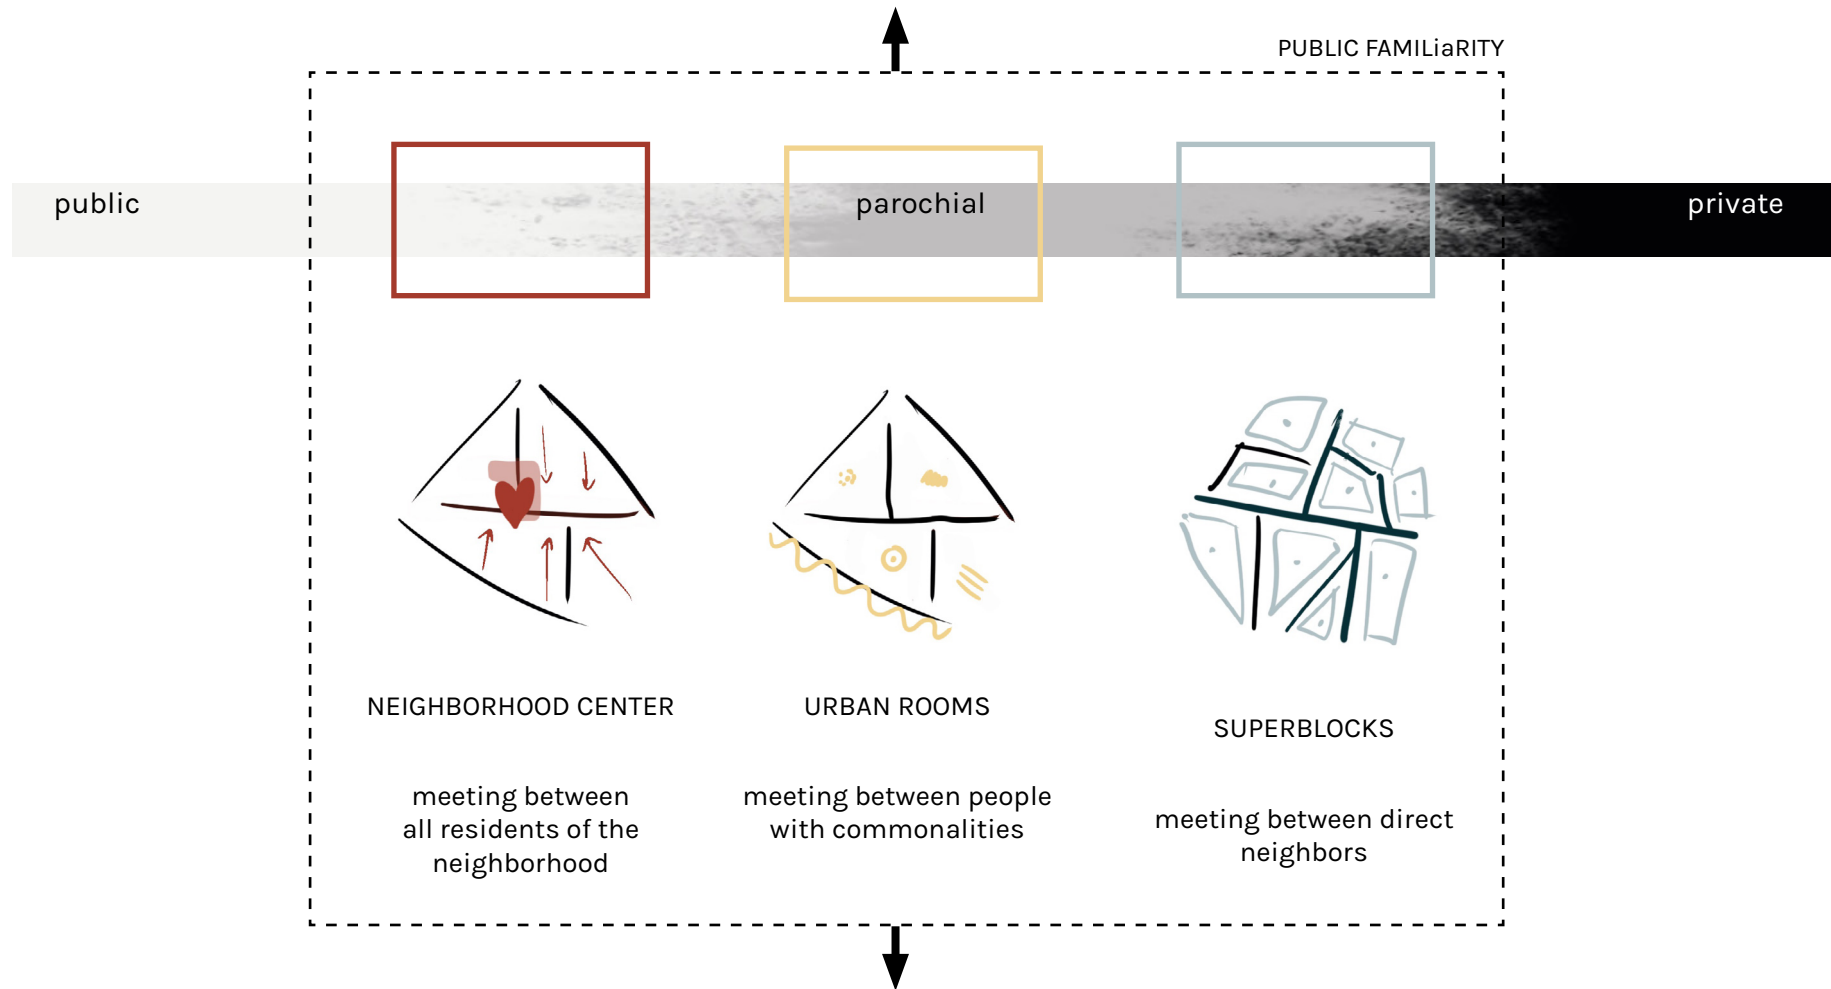 PUBLIC FAMILiaRITY
public
parochial
private
NEIGHBORHOOD CENTER
meeting between
all residents of the
neighborhood
URBAN ROOMS
meeting between people
with commonalities
SUPERBLOCKS
meeting between direct
neighbors